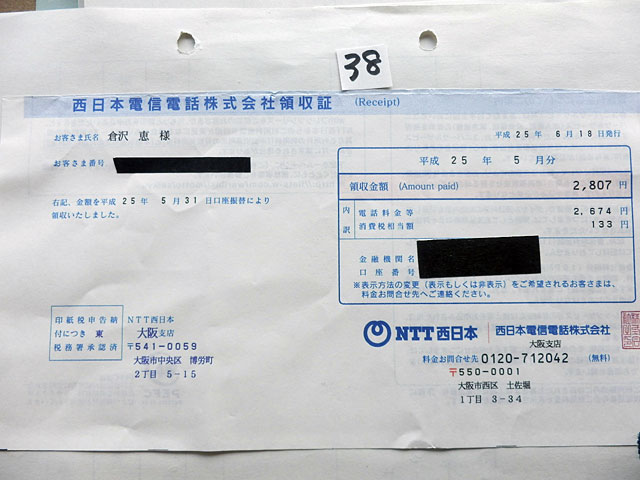 38
西日本電信電話株式会社領収証 (Receipt)
お客さま氏名 倉沢 恵 様
お客さま番号
平成 25 年 6 月 18 日発行
右記、金額を平成 25 年 5 月 31 日口座振替により
領収いたしました。
平成 25 年 5 月分
領収金額 (Amount paid) 2,807 円
内訳
電話料金等 2,674 円
消費税相当額 133 円
金融機関名
口座番号
※表示方法の変更（表示もしくは非表示）をご希望されるお客さまは、
料金お問合せ先へご連絡ください。
印紙税申告納
付につき 東
税務署承認済
NTT西日本
大阪支店
〒541-0059
大阪市中央区 博労町
2丁目 5-15
NTT西日本
西日本電信電話株式会社
大阪支店
料金お問合せ先 0120-712042 (無料)
〒550-0001
大阪市西区 土佐堀
1丁目 3-34